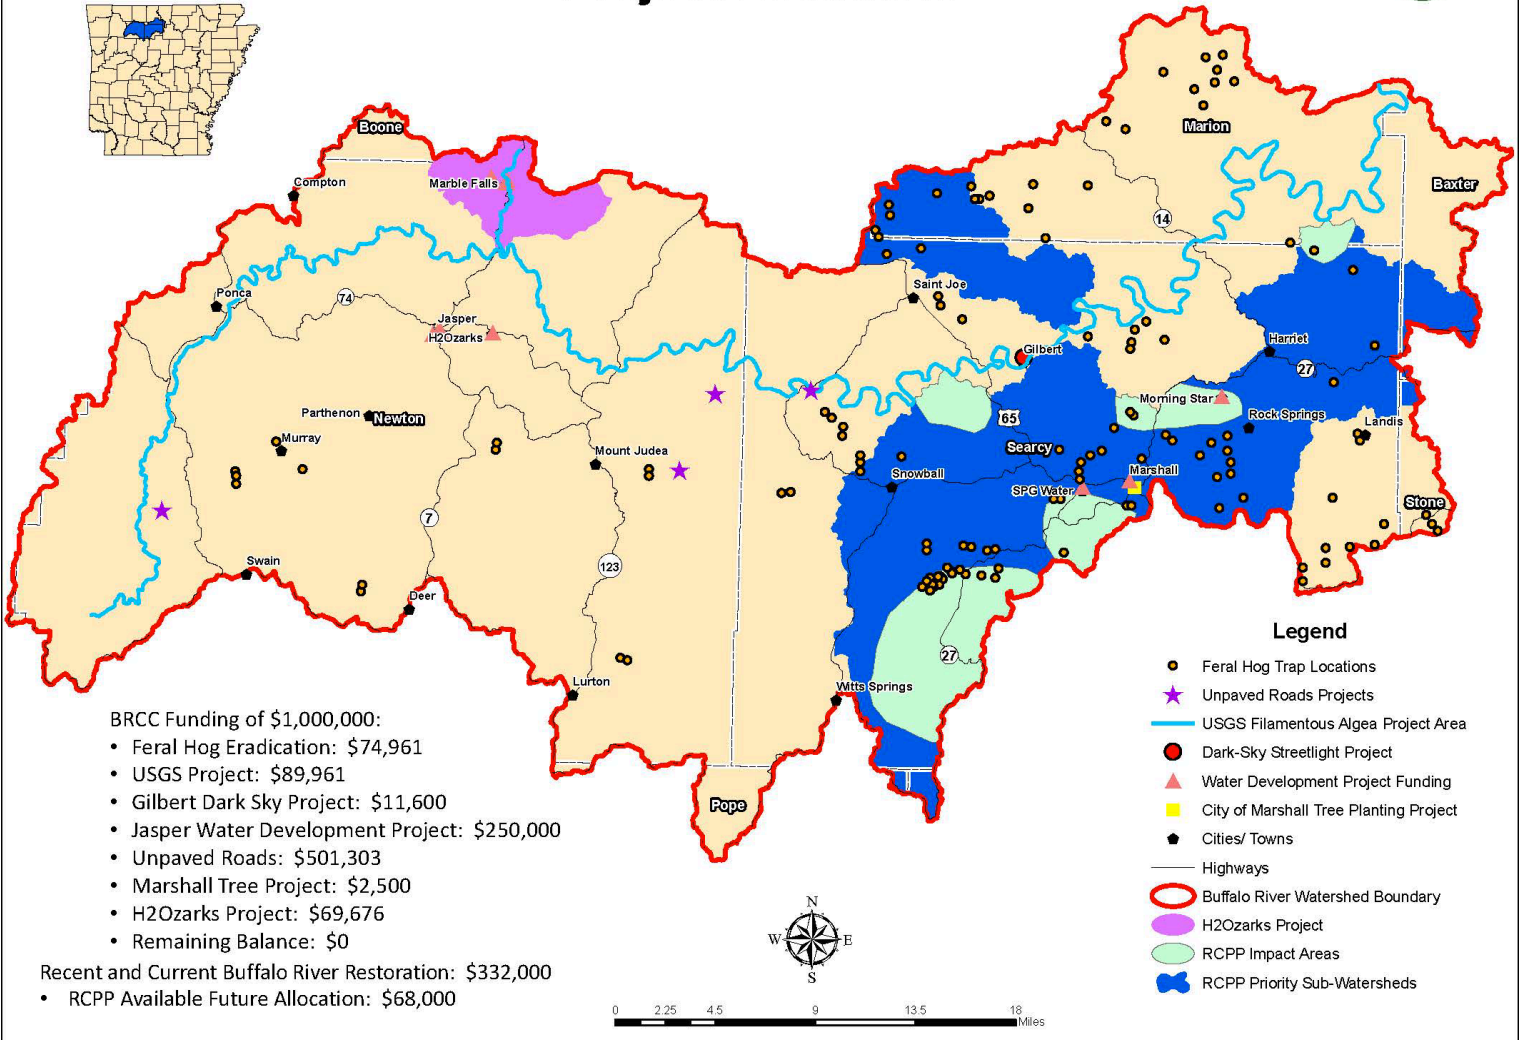 Boone
Marion
Compton
Marble Falls
Baxter
14
Ponca
74
Saint Joe
Jasper
H2Ozarks
Gilbert
Harriet
27
Morning Star
Parthenon
Newton
65
Rock Springs
Landis
Murray
Mount Judea
Searcy
Snowball
Marshall
SPG Water
Stone
7
Swain
123
Deer
27
Lurton
Witts Springs
Pope
BRCC Funding of $1,000,000:
• Feral Hog Eradication: $74,961
• USGS Project: $89,961
• Gilbert Dark Sky Project: $11,600
• Jasper Water Development Project: $250,000
• Unpaved Roads: $501,303
• Marshall Tree Project: $2,500
• H2Ozarks Project: $69,676
• Remaining Balance: $0
Recent and Current Buffalo River Restoration: $332,000
• RCPP Available Future Allocation: $68,000
N
W E
S
0 2.25 4.5 9 13.5 18
Miles
Legend
Feral Hog Trap Locations
Unpaved Roads Projects
USGS Filamentous Algea Project Area
Dark-Sky Streetlight Project
Water Development Project Funding
City of Marshall Tree Planting Project
Cities/ Towns
Highways
Buffalo River Watershed Boundary
H2Ozarks Project
RCPP Impact Areas
RCPP Priority Sub-Watersheds